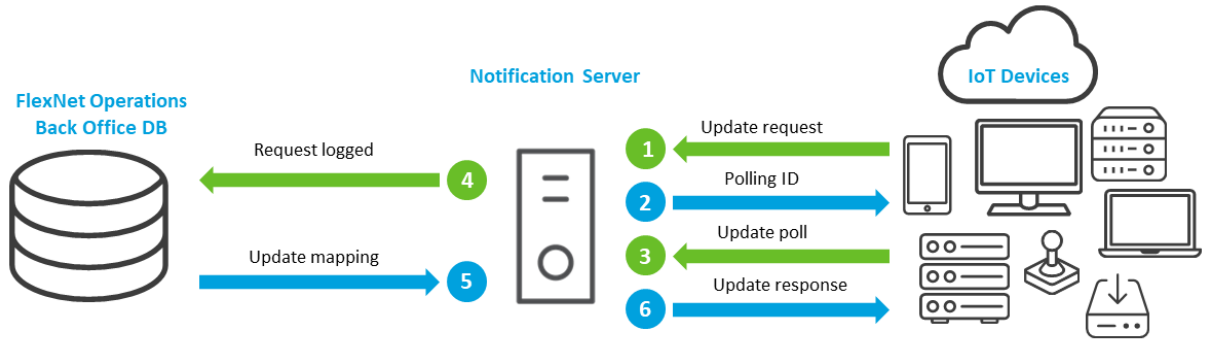 Notification Server
IoT Devices
FlexNet Operations
Back Office DB
Request logged
4
Update mapping
5
1
Update request
2
Polling ID
3
Update poll
6
Update response